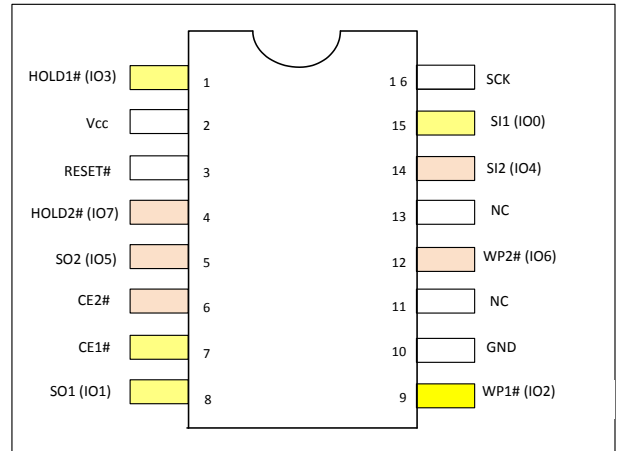 HOLD1# (IO3) 1 16 SCK
Vcc 2 15 SI1 (IO0)
RESET# 3 14 SI2 (IO4)
HOLD2# (IO7) 4 13 NC
SO2 (IO5) 5 12 WP2# (IO6)
CE2# 6 11 NC
CE1# 7 10 GND
SO1 (IO1) 8 9 WP1# (IO2)